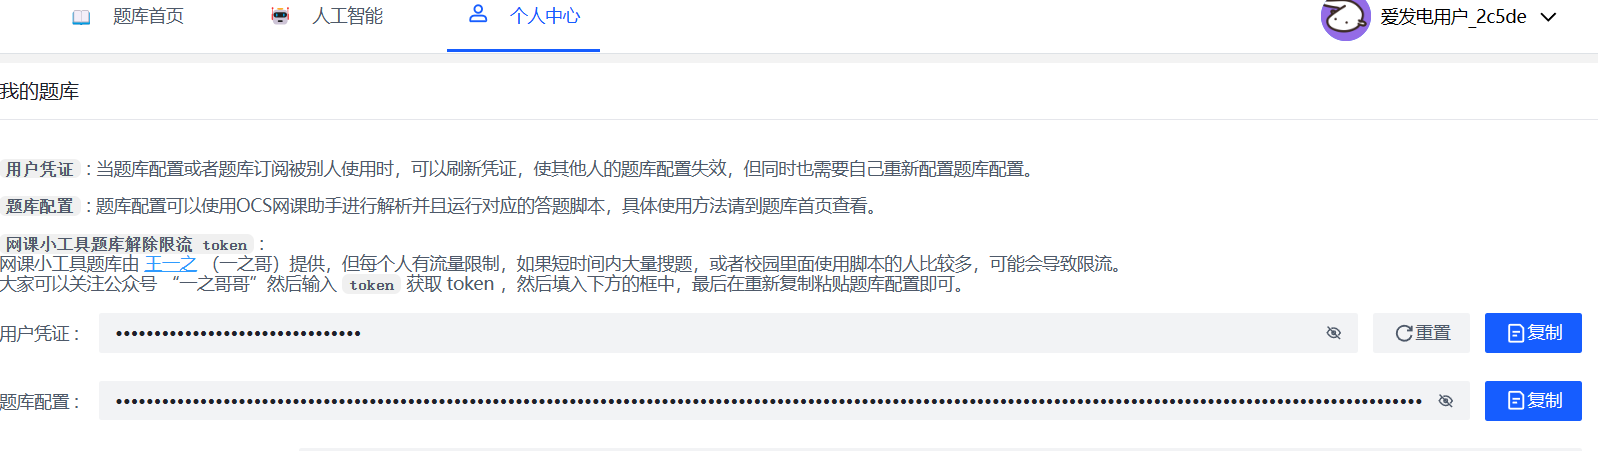 题库首页 人工智能 个人中心 爱发电用户_2c5de
我的题库
用户凭证 : 当题库配置或者题库订阅被别人使用时，可以刷新凭证，使其他人的题库配置失效，但同时也需要自己重新配置题库配置。
题库配置 : 题库配置可以使用OCS网课助手进行解析并且运行对应的答题脚本，具体使用方法请到题库首页查看。
网课小工具题库解除限流 token :
网课小工具题库由 王一之 （一之哥）提供，但每个人有流量限制，如果短时间内大量搜题，或者校园里面使用脚本的人比较多，可能会导致限流。
大家可以关注公众号 “一之哥哥” 然后输入 token 获取 token ，然后填入下方的框中，最后在重新复制粘贴题库配置即可。
用户凭证： 重置 复制
题库配置： 复制